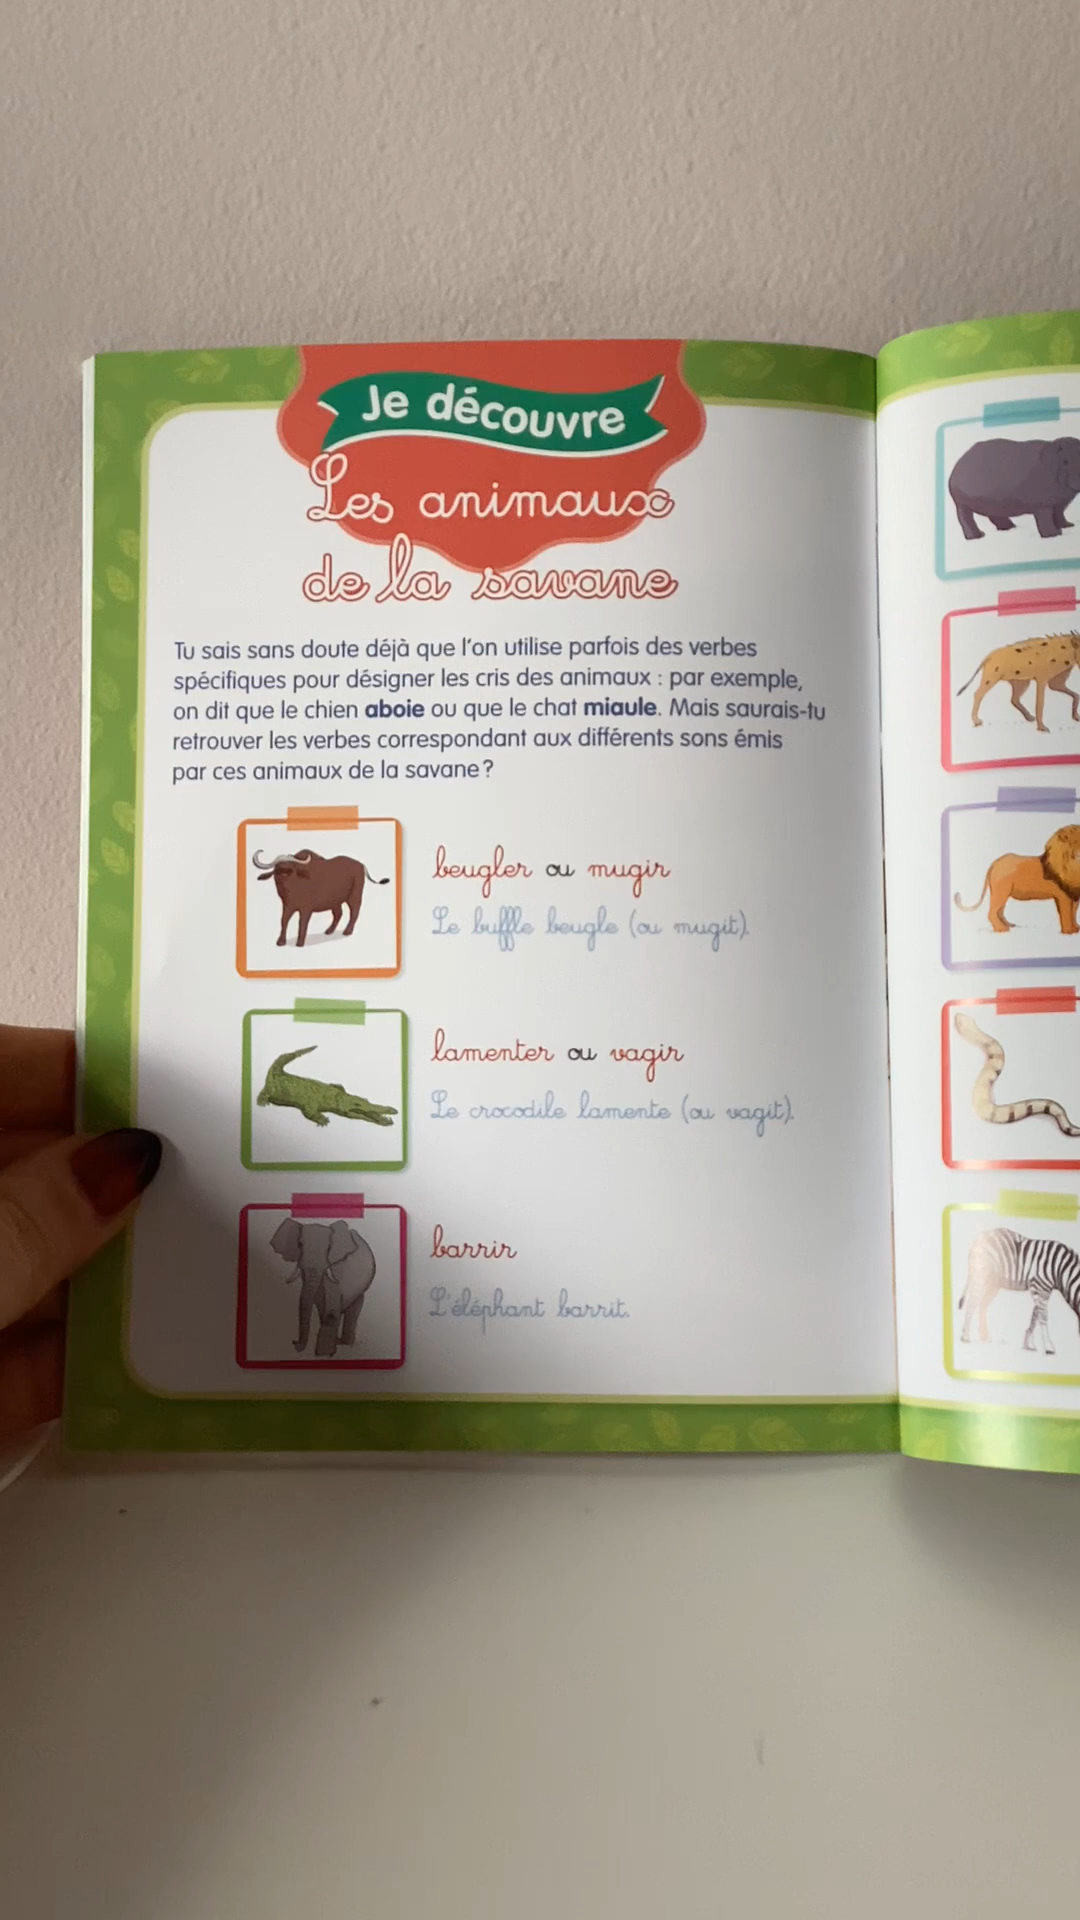 Je découvre
Les animaux
de la savane
Tu sais sans doute déjà que l'on utilise parfois des verbes
spécifiques pour désigner les cris des animaux : par exemple,
on dit que le chien aboie ou que le chat miaule. Mais saurais-tu
retrouver les verbes correspondant aux différents sons émis
par ces animaux de la savane ?
beugler ou mugir
Le buffle beugle (ou mugit).
lamenter ou vagir
Le crocodile lamente (ou vagit).
barrir
L'éléphant barrit.